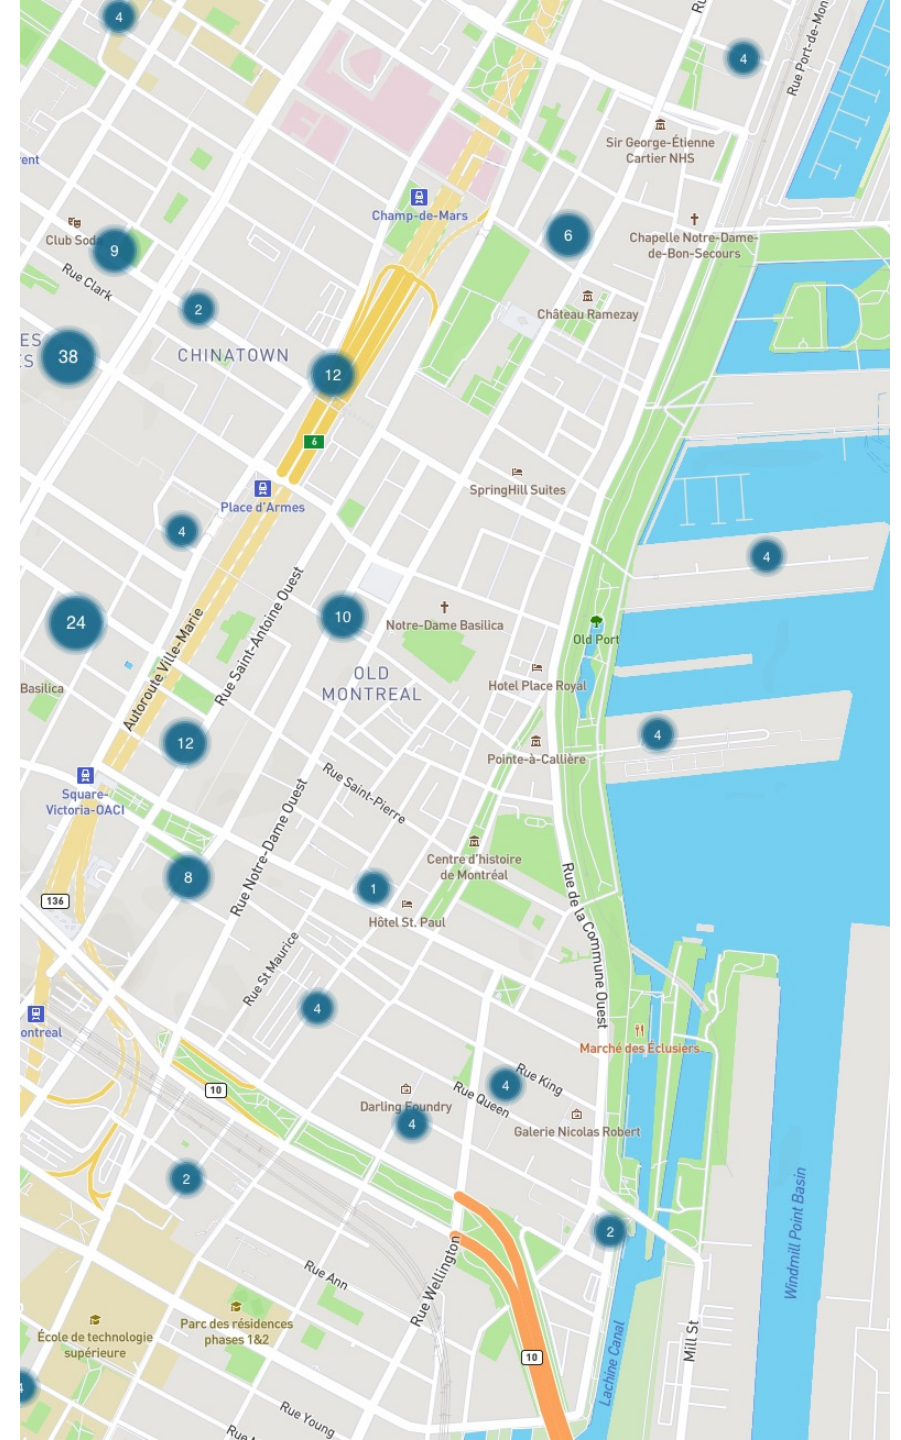 4
Ru
Rue Port-de-Mon
4
Sir George-Étienne
Cartier NHS
ent
Champ-de-Mars
Club Soda
9
6
Chapelle Notre-Dame-
de-Bon-Secours
Rue Clark
2
Château Ramezay
ES
ES
38
CHINATOWN
12
6
SpringHill Suites
Place d'Armes
4
4
10
24
Notre-Dame Basilica
Old Port
Rue Saint-Antoine Ouest
Autoroute Ville-Marie
Basilica
OLD
MONTREAL
Hotel Place Royal
12
4
Pointe-à-Callière
Square-
Victoria-OACI
Rue Saint-Pierre
Rue Notre-Dame Ouest
Centre d'histoire
de Montréal
8
1
136
Hôtel St. Paul
Rue de la Commune Ouest
Rue St Maurice
4
ontreal
Marché des Éclusiers
10
4
Rue King
Rue Queen
Darling Foundry
4
Galerie Nicolas Robert
2
2
Windmill Point Basin
Rue Ann
Rue Wellington
Parc des résidences
phases 1&2
École de technologie
supérieure
Mill St
10
Lachine Canal
4
Rue Young
Rue